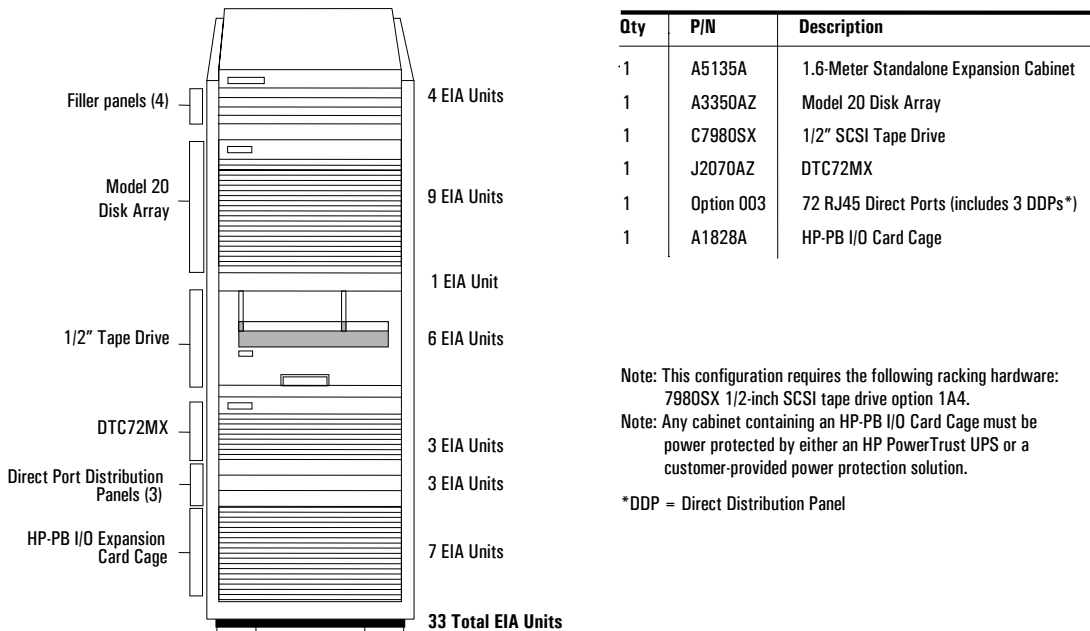 Filler panels (4)
4 EIA Units
Model 20
Disk Array
9 EIA Units
1 EIA Unit
1/2" Tape Drive
6 EIA Units
DTC72MX
3 EIA Units
Direct Port Distribution
Panels (3)
3 EIA Units
HP-PB I/O Expansion
Card Cage
7 EIA Units
33 Total EIA Units
Qty P/N Description
1 A5135A 1.6-Meter Standalone Expansion Cabinet
1 A3350AZ Model 20 Disk Array
1 C7980SX 1/2" SCSI Tape Drive
1 J2070AZ DTC72MX
1 Option 003 72 RJ45 Direct Ports (includes 3 DDPs*)
1 A1828A HP-PB I/O Card Cage
Note: This configuration requires the following racking hardware:
7980SX 1/2-inch SCSI tape drive option 1A4.
Note: Any cabinet containing an HP-PB I/O Card Cage must be
power protected by either an HP PowerTrust UPS or a
customer-provided power protection solution.
*DDP = Direct Distribution Panel